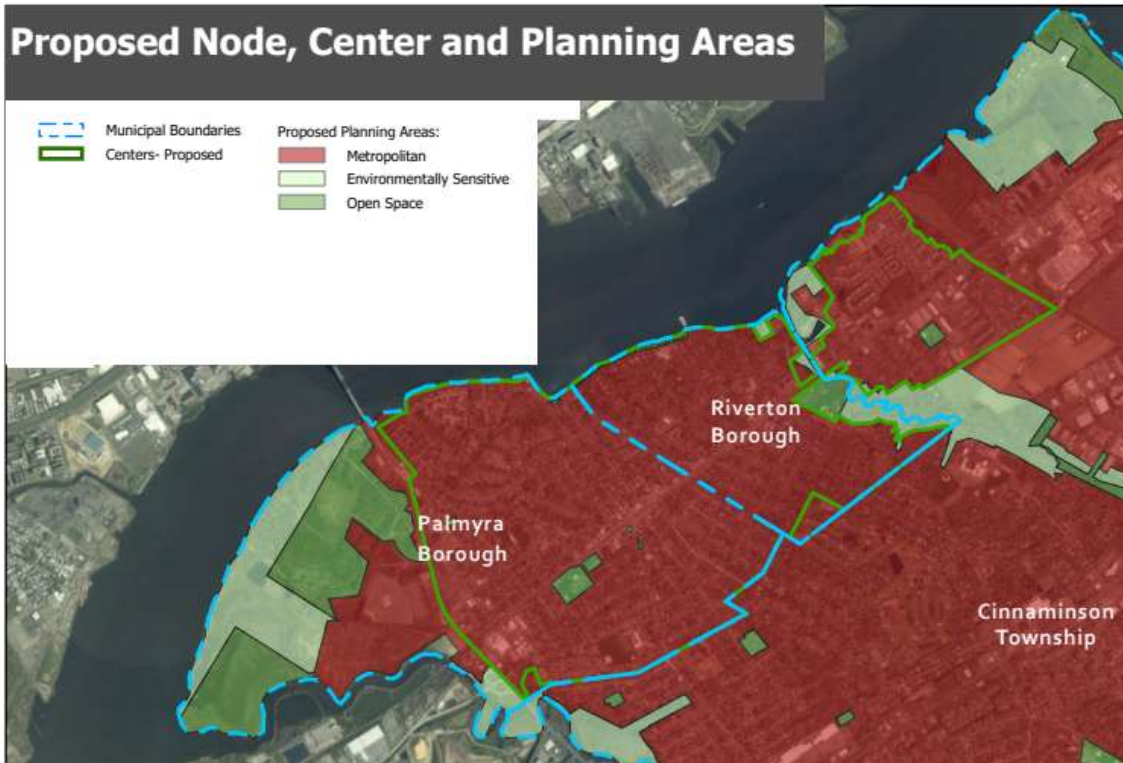 Proposed Node, Center and Planning Areas
Municipal Boundaries
Centers- Proposed
Proposed Planning Areas:
Metropolitan
Environmentally Sensitive
Open Space
Riverton
Borough
Palmyra
Borough
Cinnaminson
Township